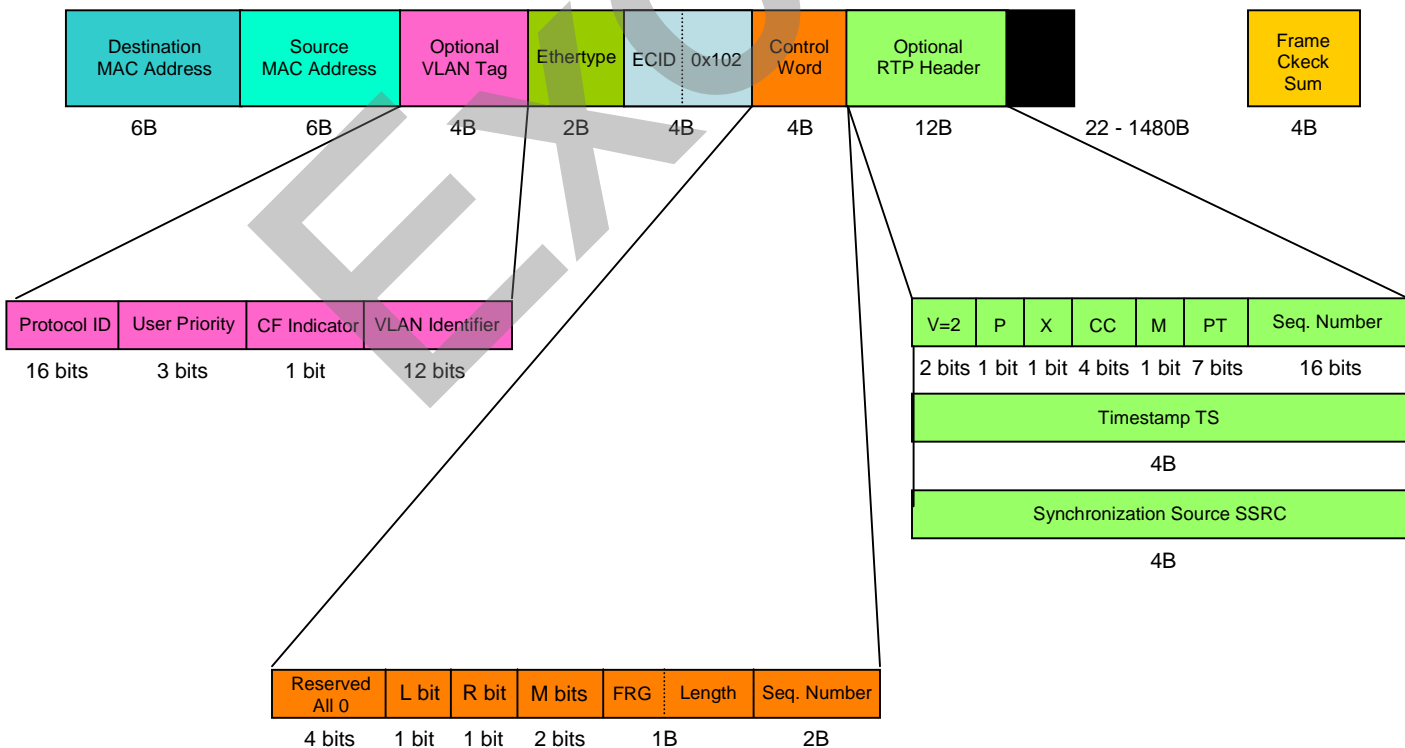 Destination
MAC Address
Source
MAC Address
Optional
VLAN Tag
Ethertype
ECID
0x102
Control
Word
Optional
RTP Header
Frame
Ckeck
Sum
6B
6B
4B
2B
4B
4B
12B
22 - 1480B
4B
Protocol ID
User Priority
CF Indicator
VLAN Identifier
16 bits
3 bits
1 bit
12 bits
V=2
P
X
CC
M
PT
Seq. Number
2 bits
1 bit
1 bit
4 bits
1 bit
7 bits
16 bits
Timestamp TS
4B
Synchronization Source SSRC
4B
Reserved
All 0
L bit
R bit
M bits
FRG
Length
Seq. Number
4 bits
1 bit
1 bit
2 bits
1B
2B